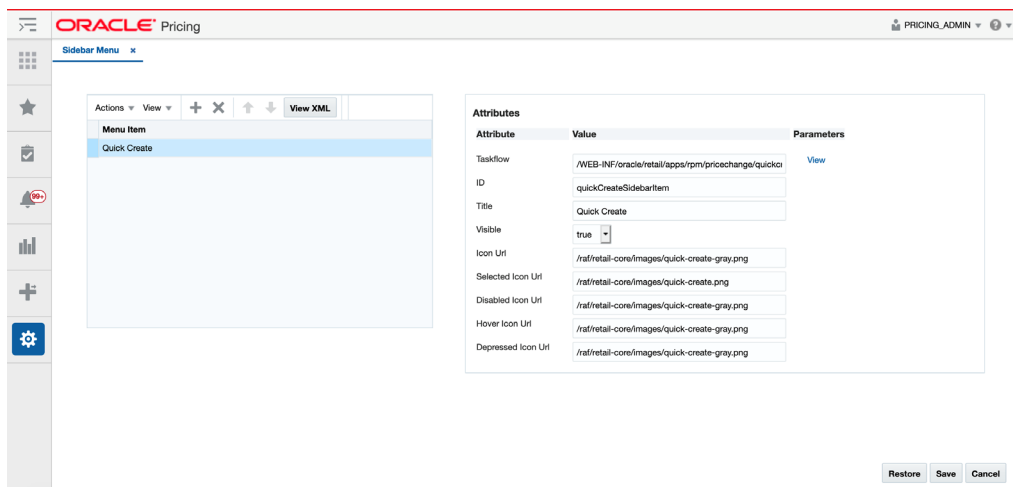 ORACLE Pricing
PRICING_ADMIN
Sidebar Menu x
99+
Actions View View XML
Menu Item
Quick Create
Attributes
Attribute Value Parameters
Taskflow /WEB-INF/oracle/retail/apps/rpm/pricechange/quickcr View
ID quickCreateSidebarItem
Title Quick Create
Visible true
Icon Url /raf/retail-core/images/quick-create-gray.png
Selected Icon Url /raf/retail-core/images/quick-create.png
Disabled Icon Url /raf/retail-core/images/quick-create-gray.png
Hover Icon Url /raf/retail-core/images/quick-create-gray.png
Depressed Icon Url /raf/retail-core/images/quick-create-gray.png
Restore Save Cancel